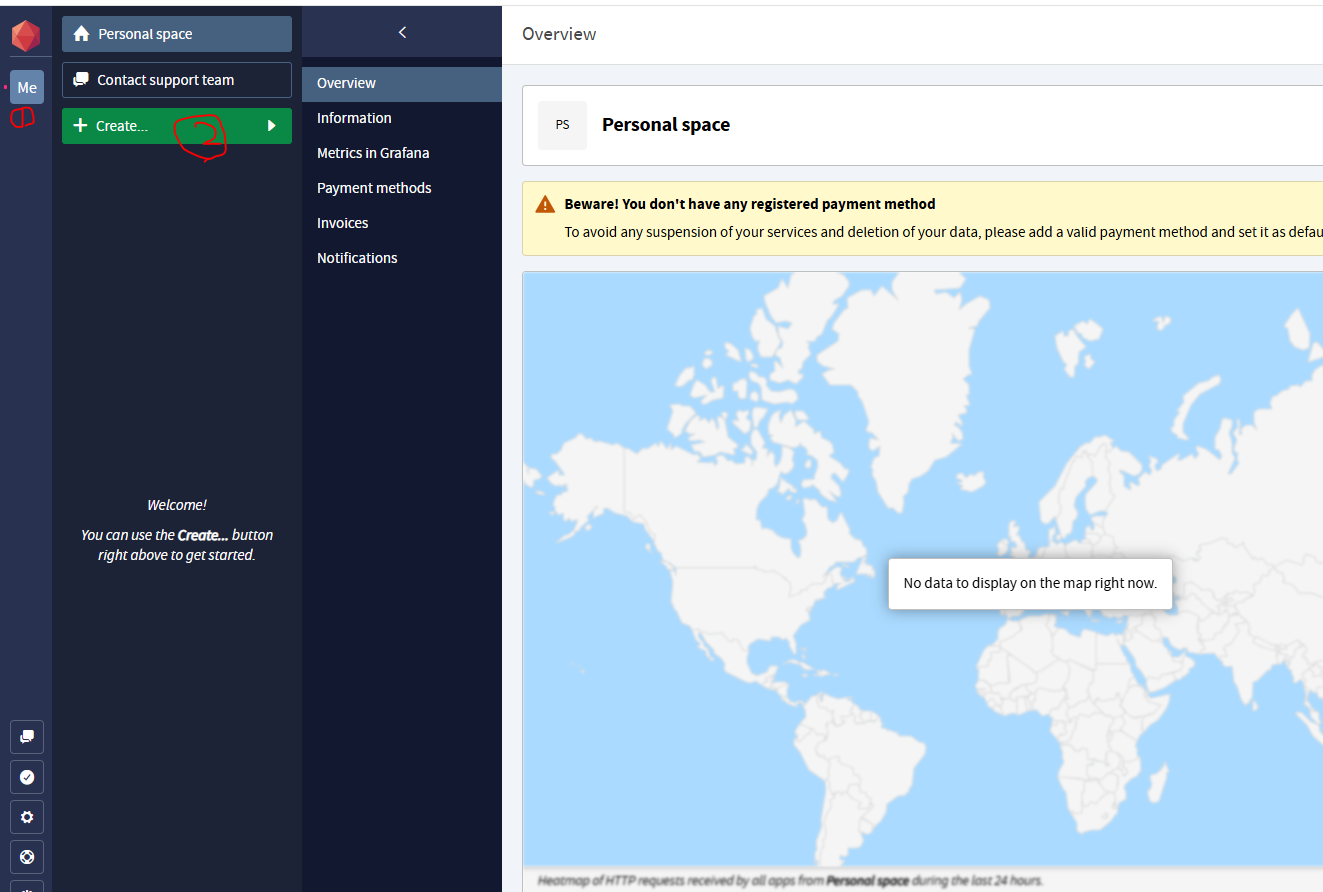 Personal space
Overview
Me
Contact support team
1
Create...
2
Overview
Information
Metrics in Grafana
Payment methods
Invoices
Notifications
PS
Personal space
Beware! You don't have any registered payment method
To avoid any suspension of your services and deletion of your data, please add a valid payment method and set it as defau
Welcome!
You can use the Create... button
right above to get started.
No data to display on the map right now.
Heatmap of HTTP requests received by all apps from Personal space during the last 24 hours.